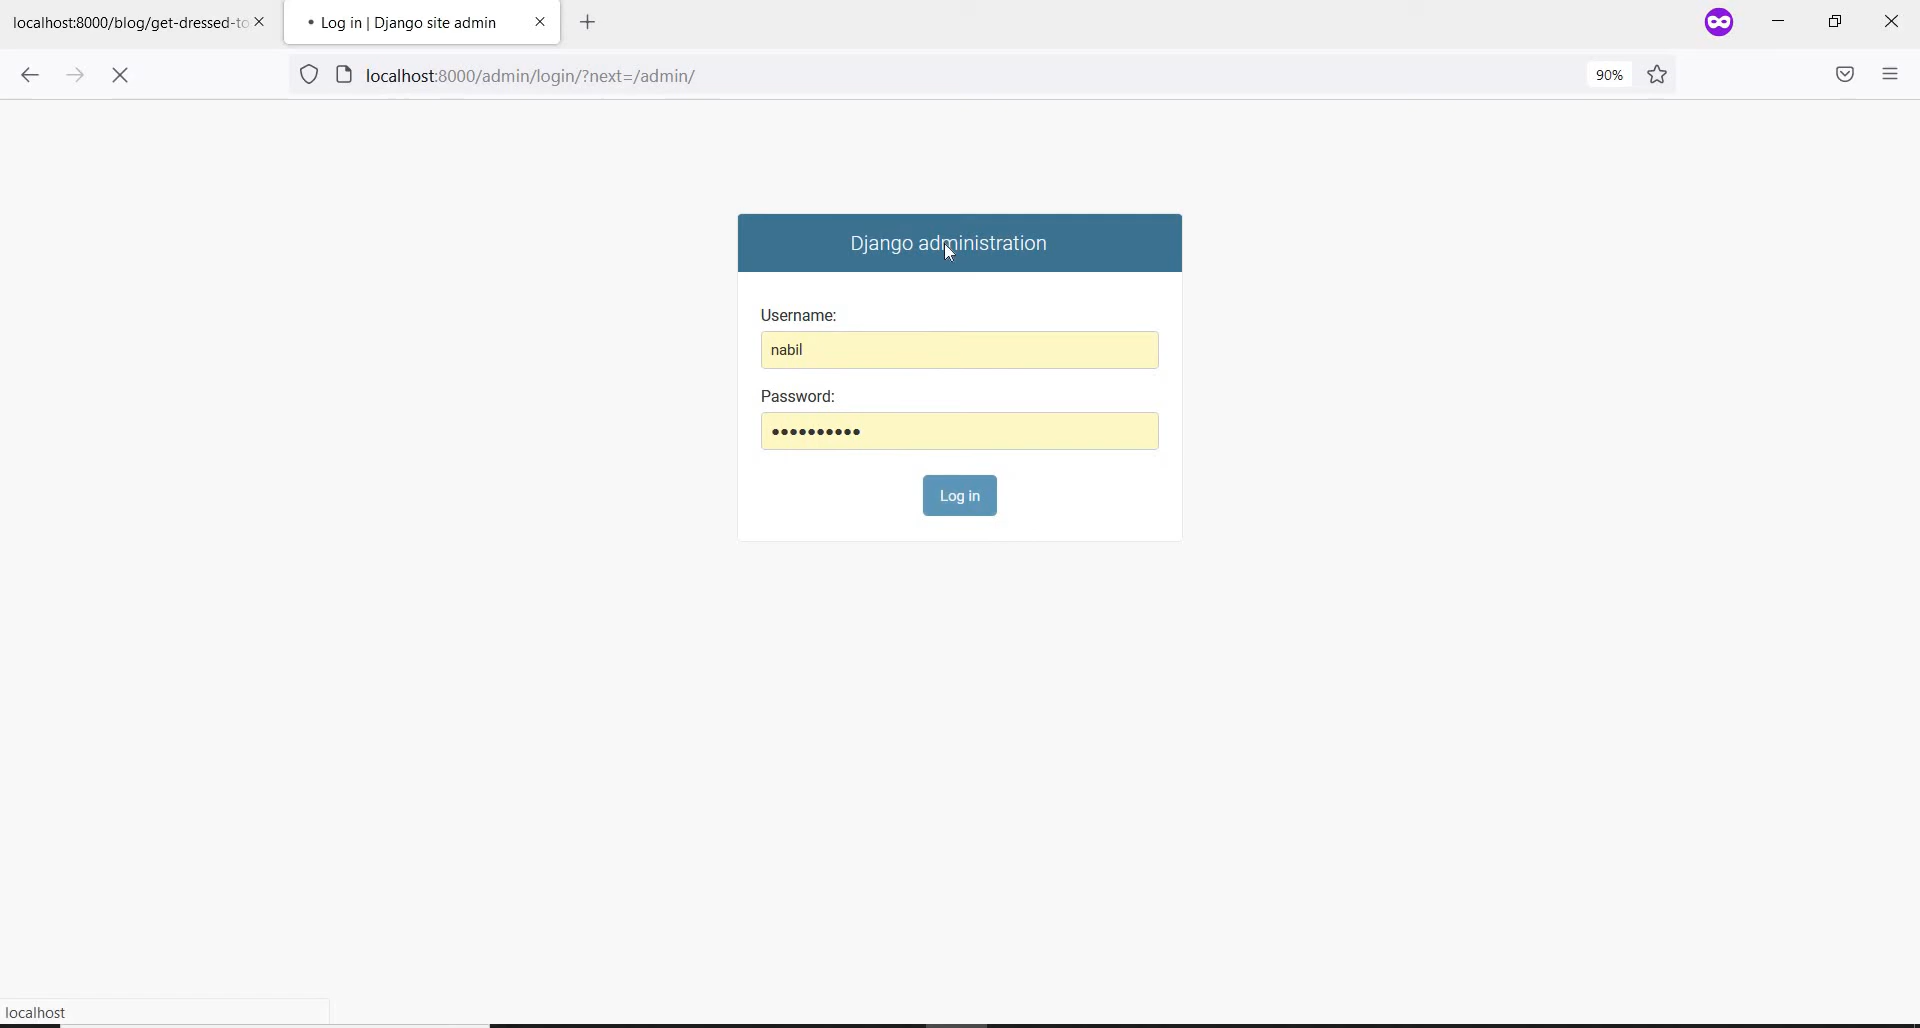 localhost:8000/blog/get-dressed-to
Log in | Django site admin
localhost:8000/admin/login/?next=/admin/
90%
Django administration
Username:
nabil
Password:
••••••••••
Log in
localhost